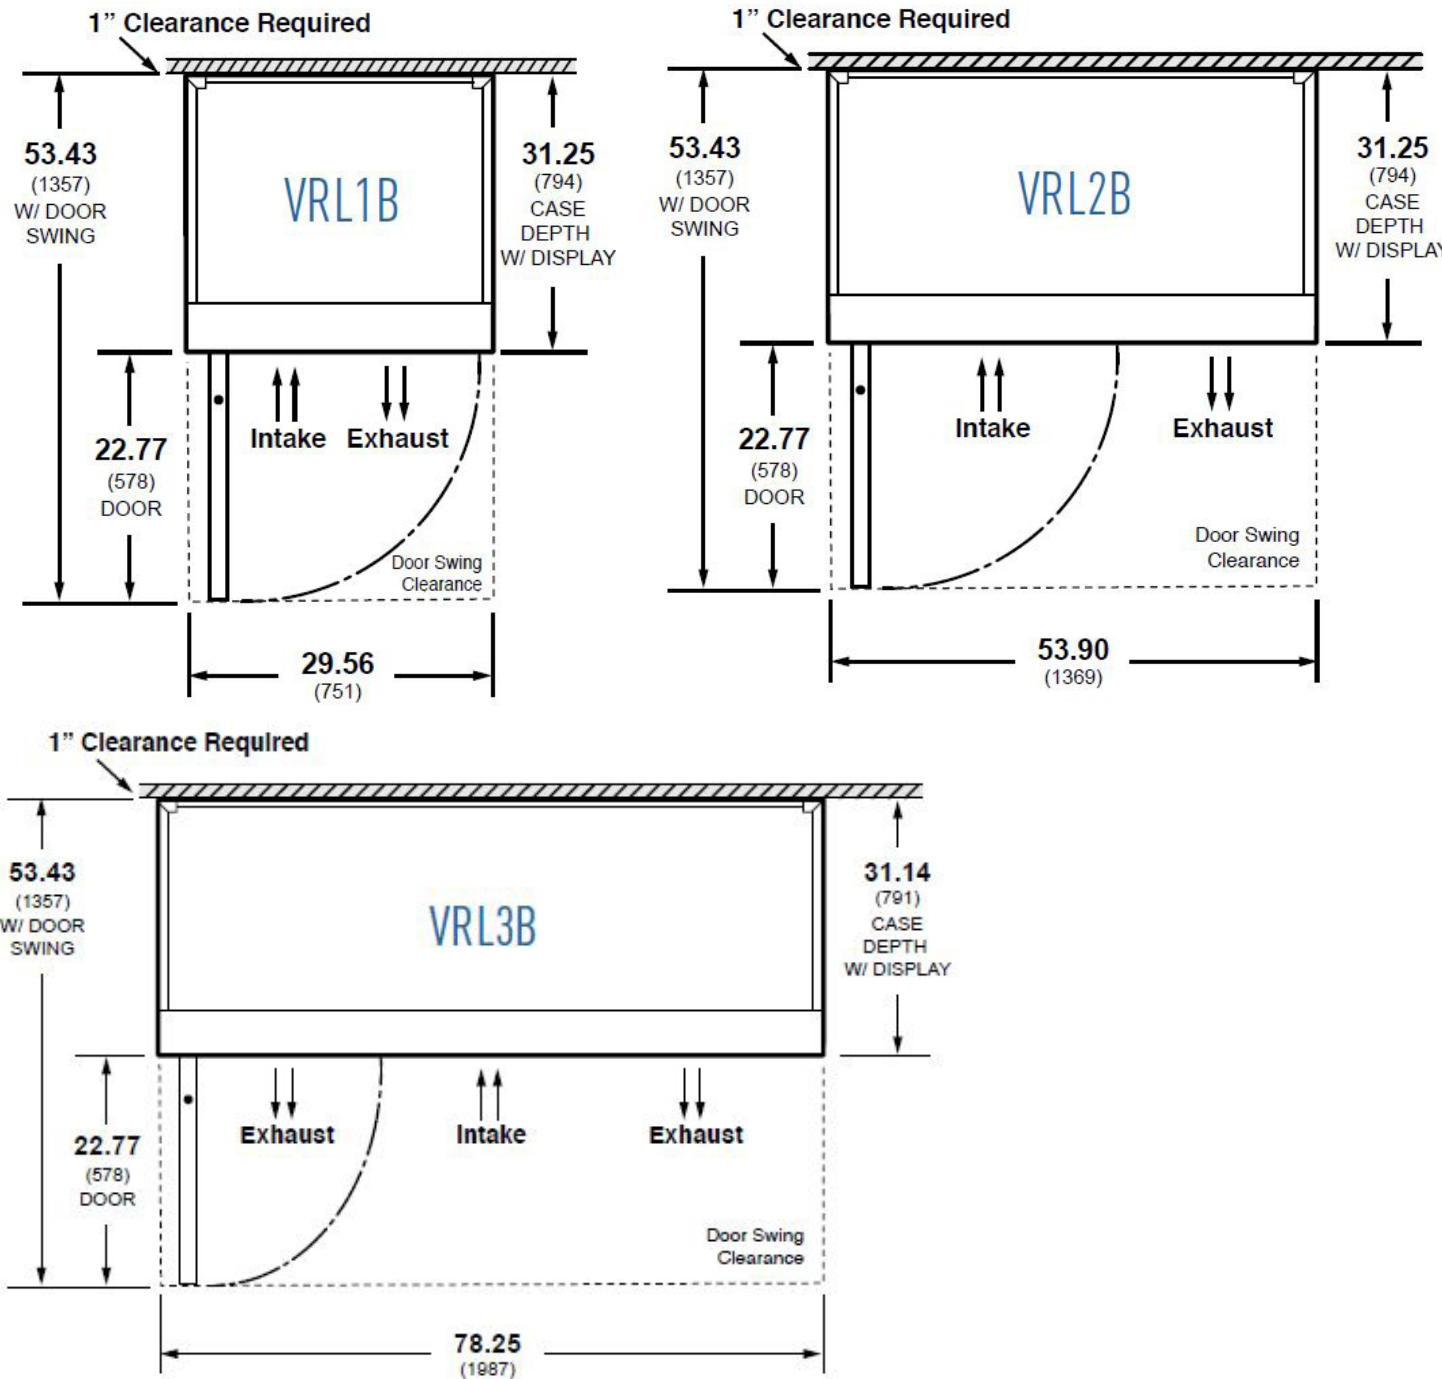 1” Clearance Required
53.43
(1357)
W/ DOOR
SWING
31.25
(794)
CASE
DEPTH
W/ DISPLAY
VRL1B
22.77
(578)
DOOR
Intake Exhaust
Door Swing
Clearance
29.56
(751)
1” Clearance Required
53.43
(1357)
W/ DOOR
SWING
31.25
(794)
CASE
DEPTH
W/ DISPLAY
VRL2B
22.77
(578)
DOOR
Intake Exhaust
Door Swing
Clearance
53.90
(1369)
1” Clearance Required
53.43
(1357)
W/ DOOR
SWING
31.14
(791)
CASE
DEPTH
W/ DISPLAY
VRL3B
22.77
(578)
DOOR
Exhaust Intake Exhaust
Door Swing
Clearance
78.25
(1987)